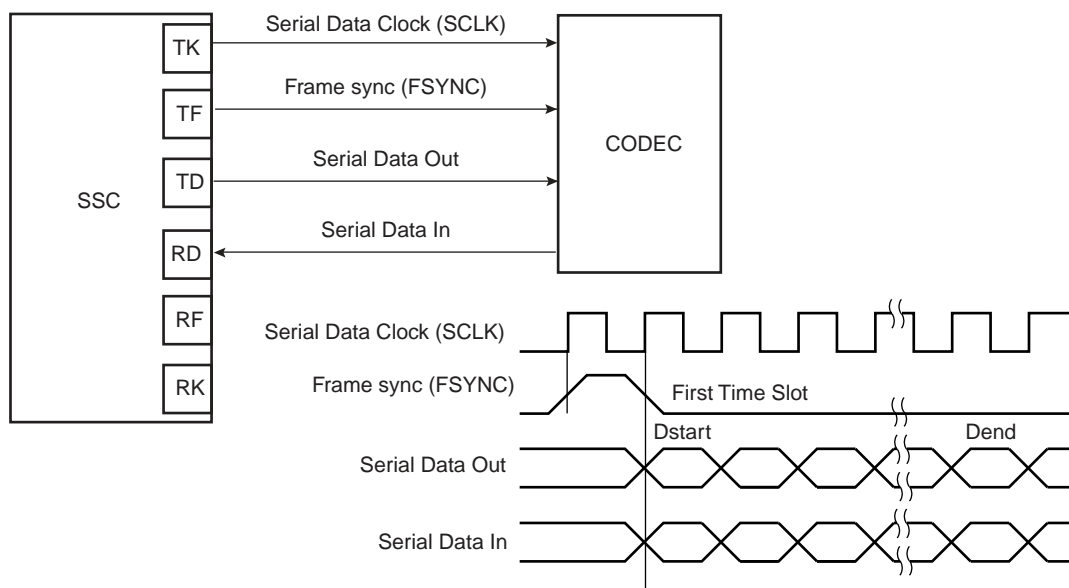 SSC
TK
TF
TD
RD
RF
RK
Serial Data Clock (SCLK)
Frame sync (FSYNC)
Serial Data Out
Serial Data In
CODEC
Serial Data Clock (SCLK)
Frame sync (FSYNC)
First Time Slot
Dstart
Dend
Serial Data Out
Serial Data In